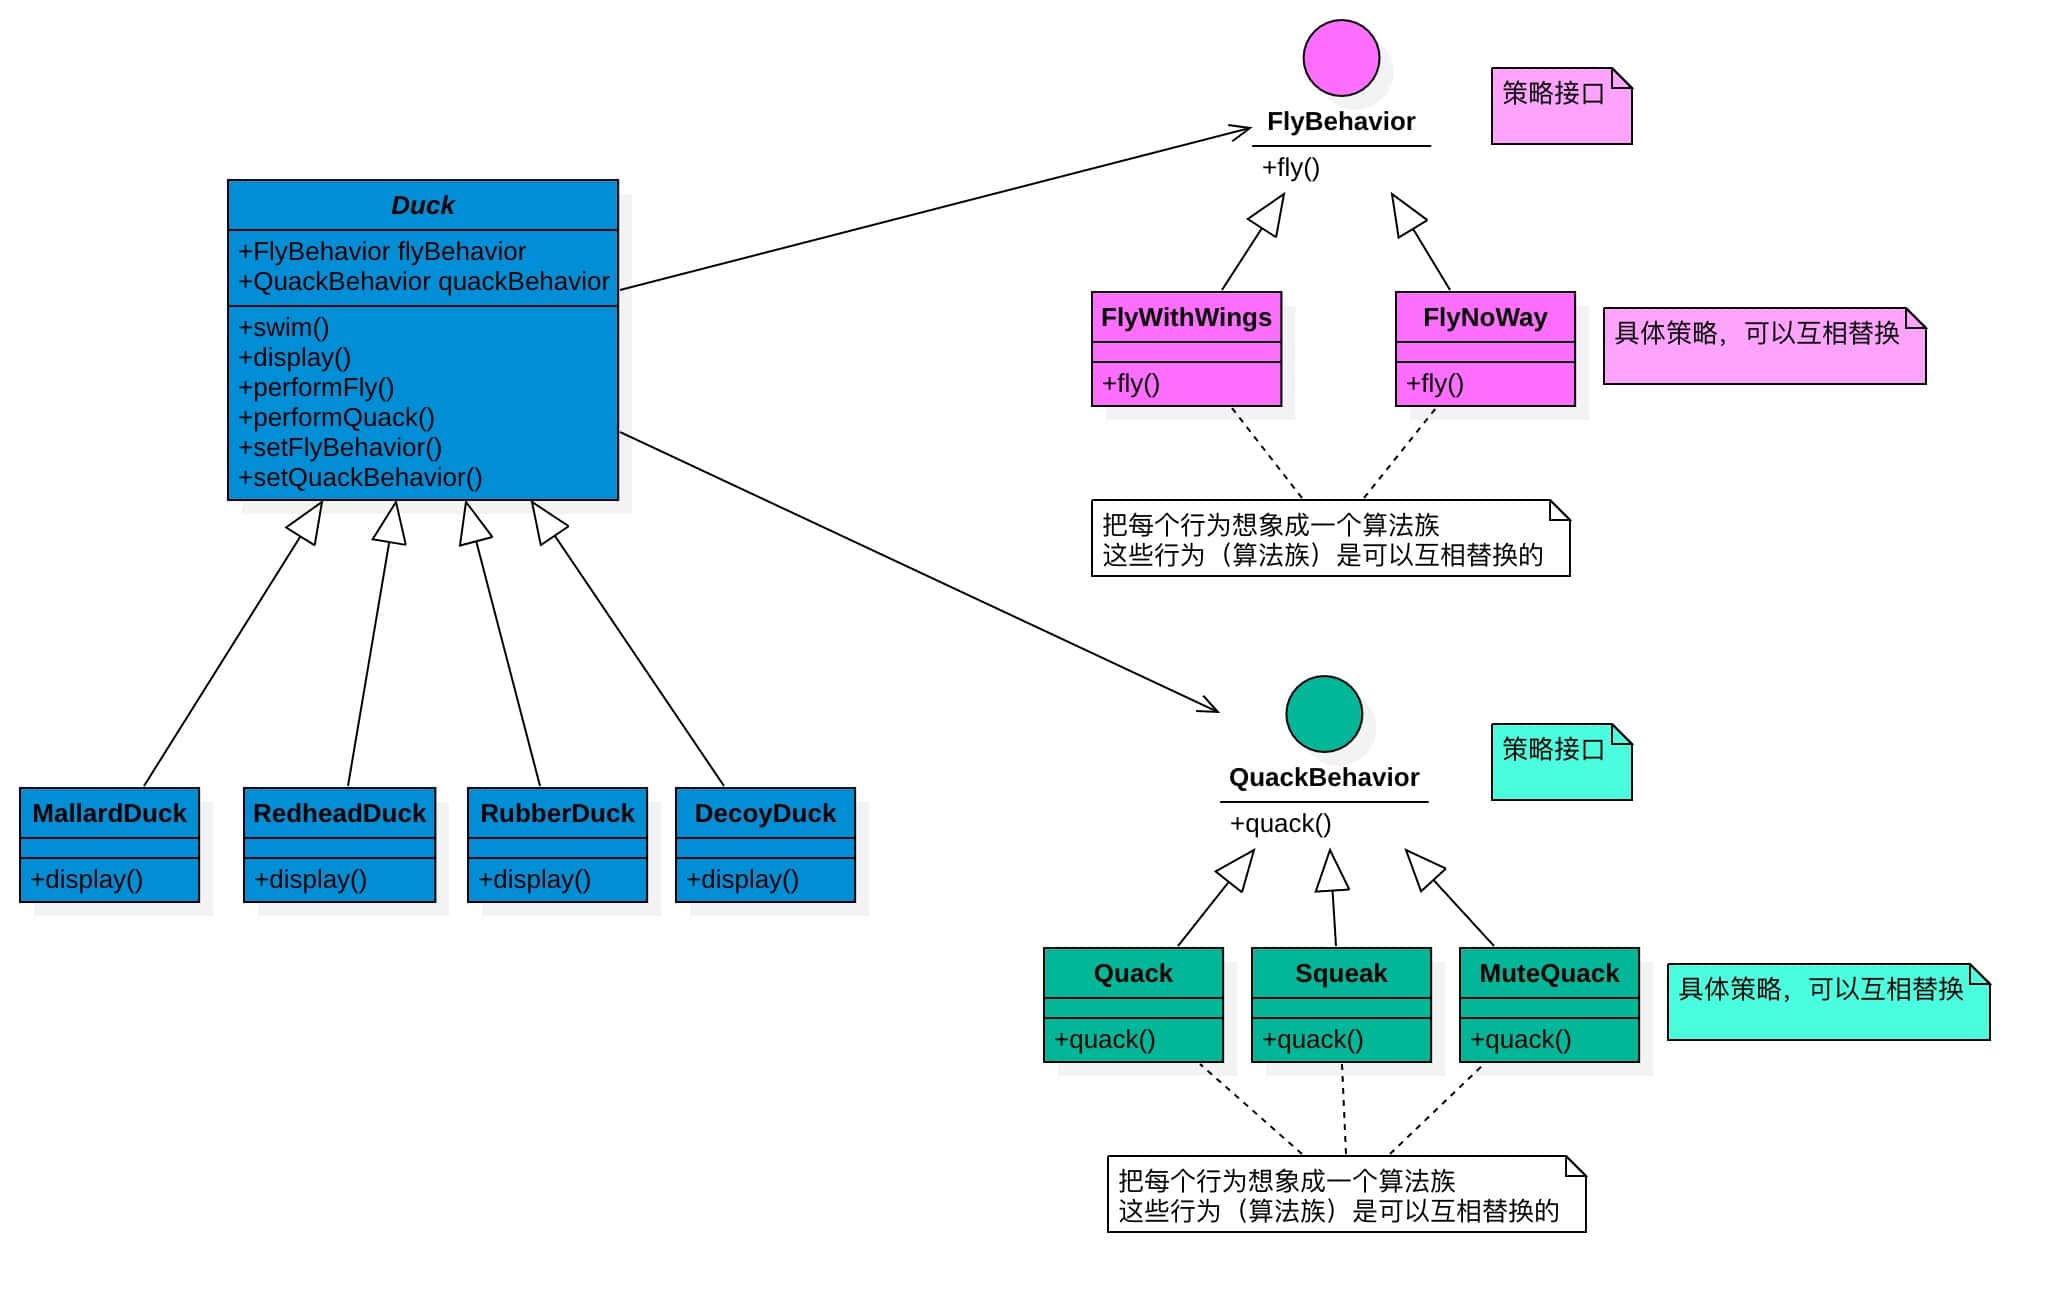 FlyBehavior
+fly()
策略接口
Duck
+FlyBehavior flyBehavior
+QuackBehavior quackBehavior
+swim()
+display()
+performFly()
+performQuack()
+setFlyBehavior()
+setQuackBehavior()
FlyWithWings
+fly()
FlyNoWay
+fly()
具体策略，可以互相替换
把每个行为想象成一个算法族
这些行为（算法族）是可以互相替换的
MallardDuck
+display()
RedheadDuck
+display()
RubberDuck
+display()
DecoyDuck
+display()
QuackBehavior
+quack()
策略接口
Quack
+quack()
Squeak
+quack()
MuteQuack
+quack()
具体策略，可以互相替换
把每个行为想象成一个算法族
这些行为（算法族）是可以互相替换的